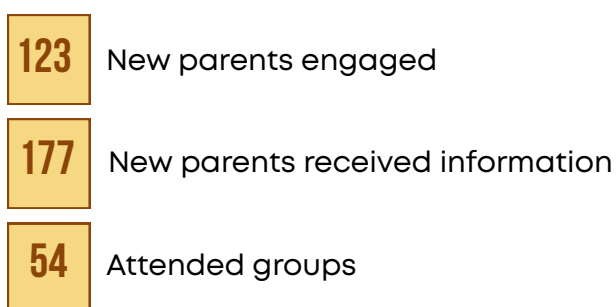 123 New parents engaged
177 New parents received information
54 Attended groups